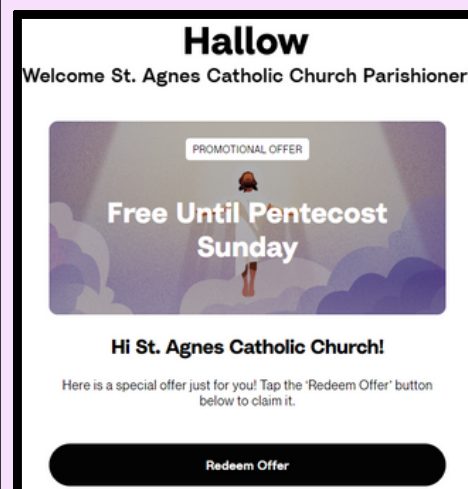 Hallow
Welcome St. Agnes Catholic Church Parishioner
PROMOTIONAL OFFER
Free Until Pentecost
Sunday
Hi St. Agnes Catholic Church!
Here is a special offer just for you! Tap the 'Redeem Offer' button
below to claim it.
Redeem Offer